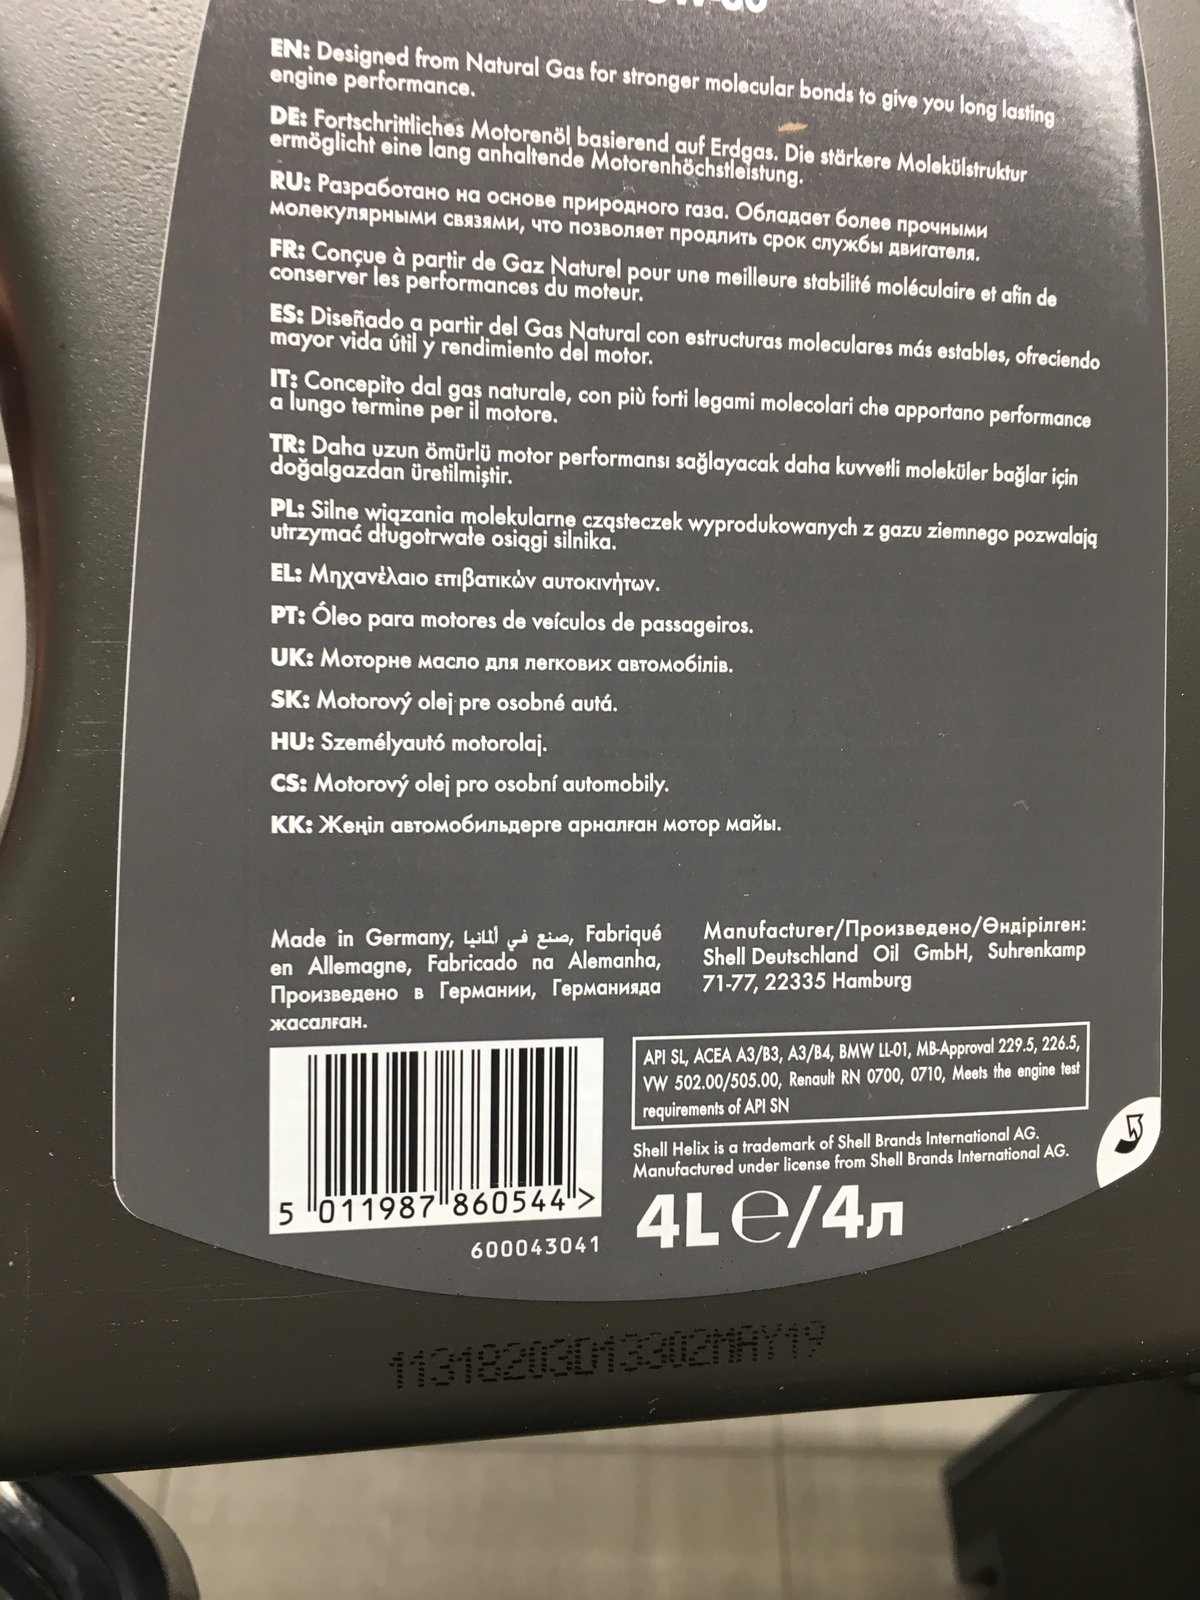 EN: Designed from Natural Gas for stronger molecular bonds to give you long lasting
engine performance.
DE: Fortschrittliches Motorenöl basierend auf Erdgas. Die stärkere Molekülstruktur
ermöglicht eine lang anhaltende Motorenhöchstleistung.
RU: Разработано на основе природного газа. Обладает более прочными
молекулярными связями, что позволяет продлить срок службы двигателя.
FR: Conçue à partir de Gaz Naturel pour une meilleure stabilité moléculaire et afin de
conserver les performances du moteur.
ES: Diseñado a partir del Gas Natural con estructuras moleculares más estables, ofreciendo
mayor vida útil y rendimiento del motor.
IT: Concepito dal gas naturale, con più forti legami molecolari che apportano performance
a lungo termine per il motore.
TR: Daha uzun ömürlü motor performansı sağlayacak daha kuvvetli moleküler bağlar için
doğalgazdan üretilmiştir.
PL: Silne wiązania molekularne cząsteczek wyprodukowanych z gazu ziemnego pozwalają
utrzymać długotrwałe osiągi silnika.
EL: Μηχανέλαιο επιβατικών αυτοκινήτων.
PT: Óleo para motores de veículos de passageiros.
UK: Моторне масло для легкових автомобілів.
SK: Motorový olej pre osobné autá.
HU: Személyautó motorolaj.
CS: Motorový olej pro osobní automobily.
KK: Жеңіл автомобильдерге арналған мотор майы.
Made in Germany, صنع في ألمانيا, Fabriqué
en Allemagne, Fabricado na Alemanha,
Произведено в Германии, Германияда
жасалған.
Manufacturer/Произведено/Өндірілген:
Shell Deutschland Oil GmbH, Suhrenkamp
71-77, 22335 Hamburg
API SL, ACEA A3/B3, A3/B4, BMW LL-01, MB-Approval 229.5, 226.5,
VW 502.00/505.00, Renault RN 0700, 0710, Meets the engine test
requirements of API SN
Shell Helix is a trademark of Shell Brands International AG.
Manufactured under license from Shell Brands International AG.
5 011987 860544 >
600043041
4L e/4л
11318203D13302MAY19